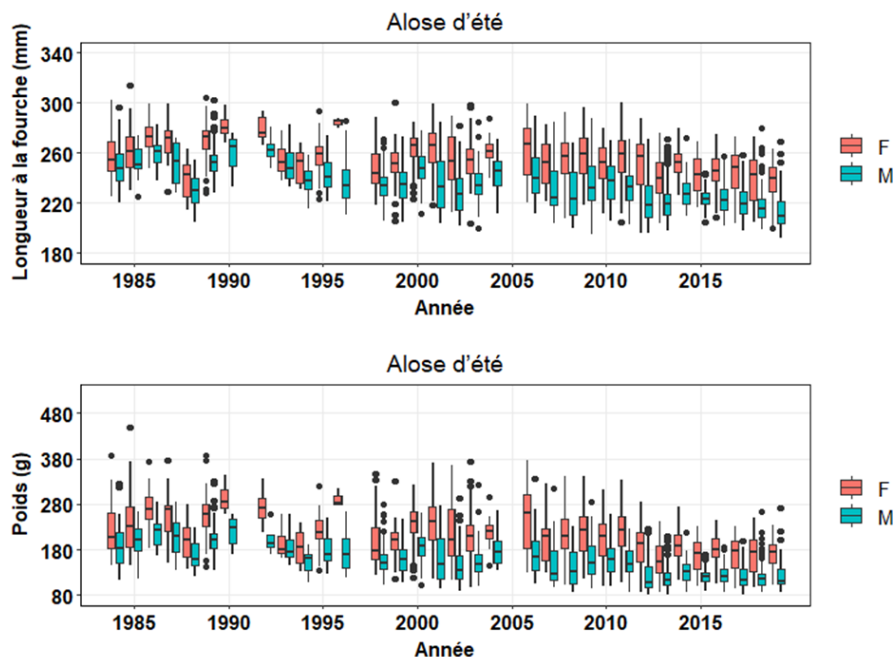 Alose d’été
Longueur à la fourche (mm)
340
300
260
220
180
1985 1990 1995 2000 2005 2010 2015
Année
F
M
Alose d’été
Poids (g)
480
380
280
180
80
1985 1990 1995 2000 2005 2010 2015
Année
F
M